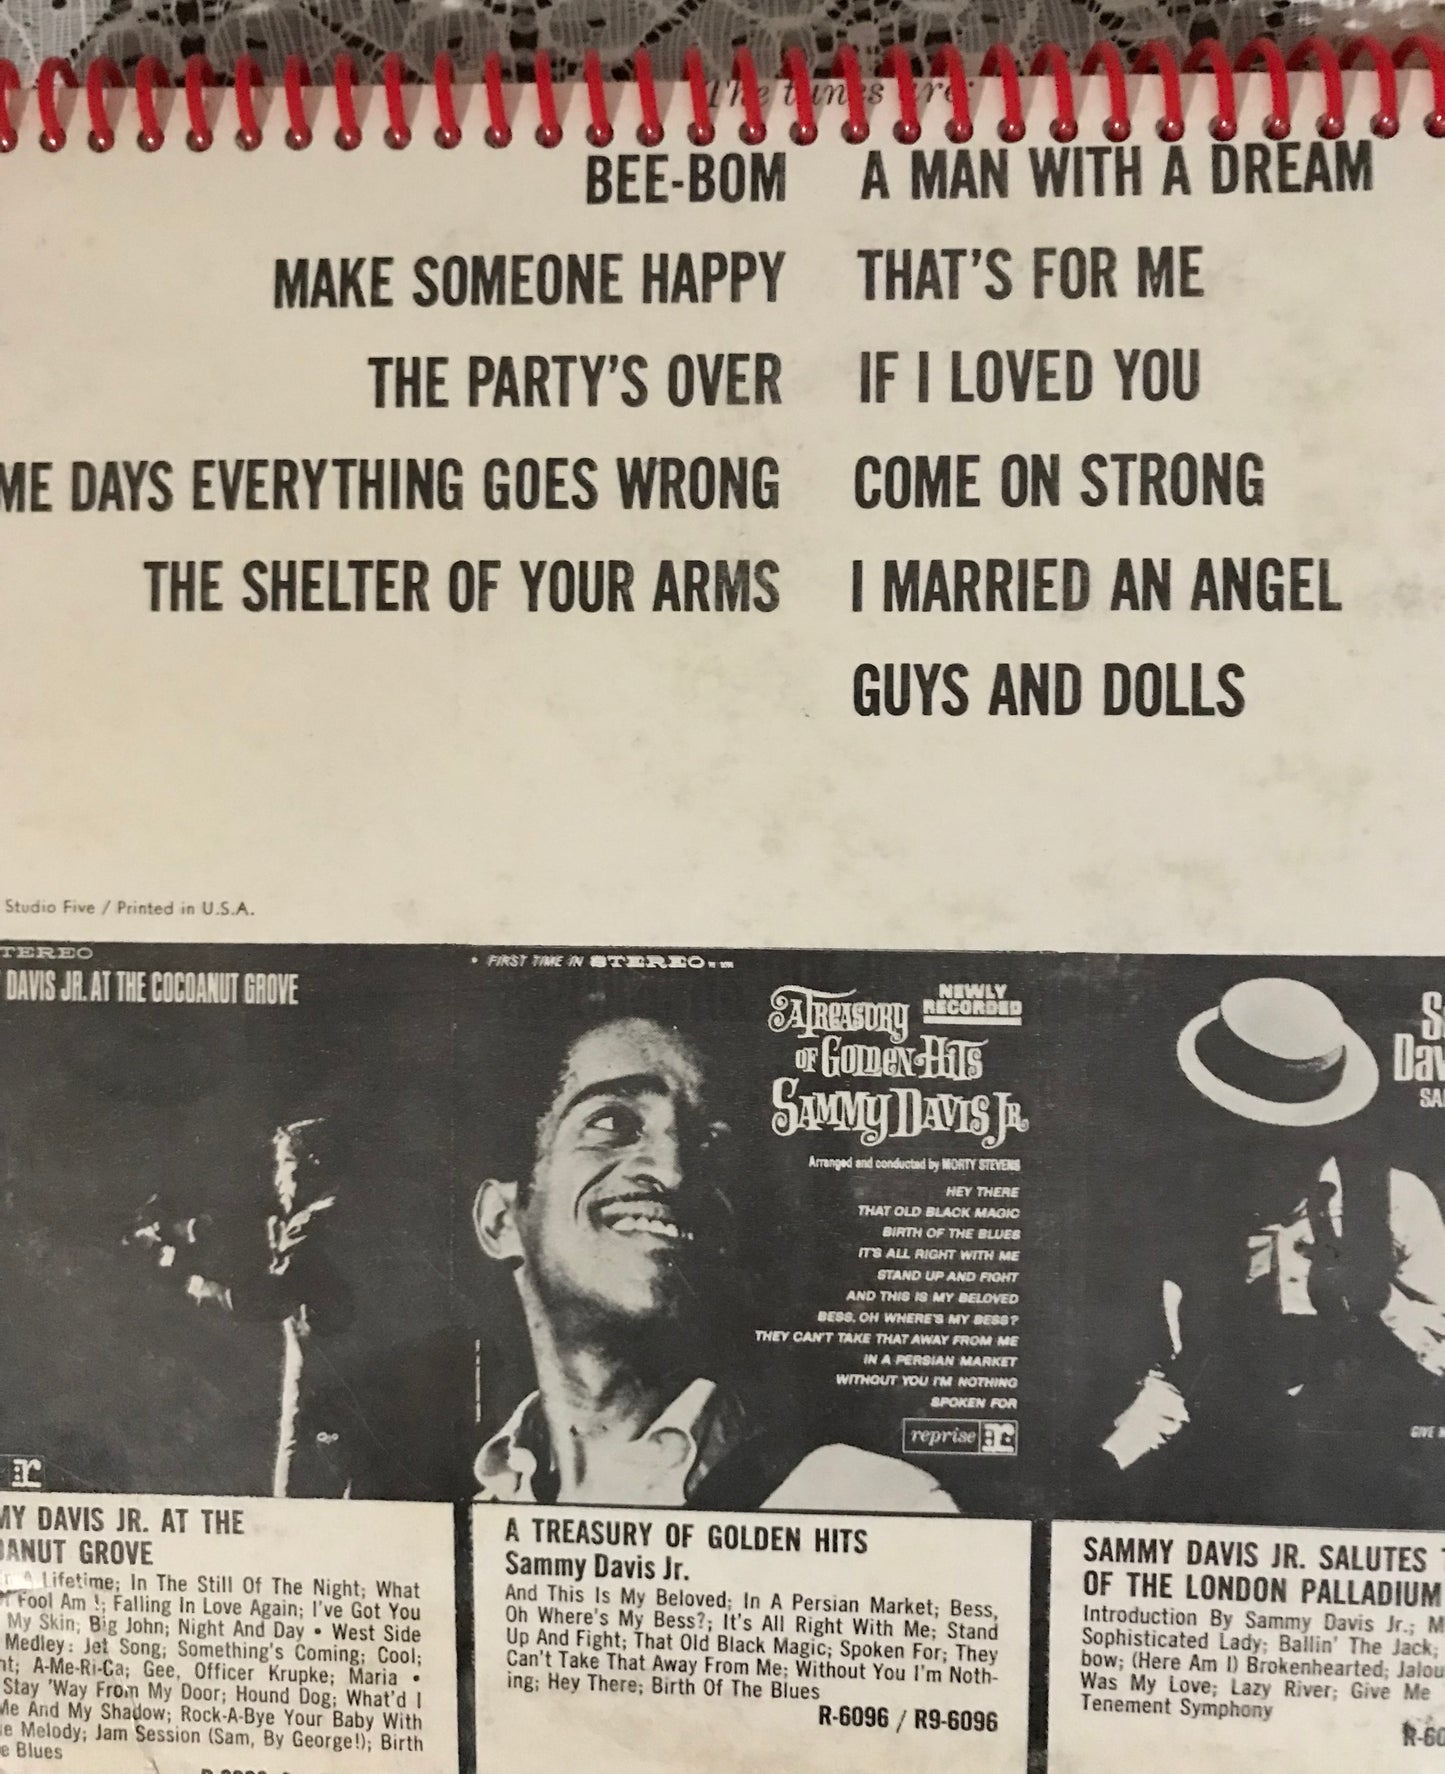 The tunes are:
BEE-BOM
MAKE SOMEONE HAPPY
THE PARTY'S OVER
ME DAYS EVERYTHING GOES WRONG
THE SHELTER OF YOUR ARMS
A MAN WITH A DREAM
THAT'S FOR ME
IF I LOVED YOU
COME ON STRONG
I MARRIED AN ANGEL
GUYS AND DOLLS
Studio Five / Printed in U.S.A.
TEREO
DAVIS JR. AT THE COCOANUT GROVE
r
MY DAVIS JR. AT THE
OANUT GROVE
A Lifetime; In The Still Of The Night; What
Fool Am I; Falling In Love Again; I've Got You
My Skin; Big John; Night And Day • West Side
Medley: Jet Song; Something's Coming; Cool;
ht; A-Me-Ri-Ca; Gee, Officer Krupke; Maria •
Stay 'Way From My Door; Hound Dog; What'd I
Me And My Shadow; Rock-A-Bye Your Baby With
e Melody; Jam Session (Sam, By George!); Birth
e Blues
• FIRST TIME IN STEREO
A TREASURY
OF GOLDEN HITS
SAMMY DAVIS JR.
NEWLY
RECORDED
Arranged and conducted by MORTY STEVENS
HEY THERE
THAT OLD BLACK MAGIC
BIRTH OF THE BLUES
IT'S ALL RIGHT WITH ME
STAND UP AND FIGHT
AND THIS IS MY BELOVED
BESS, OH WHERE'S MY BESS?
THEY CAN'T TAKE THAT AWAY FROM ME
IN A PERSIAN MARKET
WITHOUT YOU I'M NOTHING
SPOKEN FOR
reprise r
A TREASURY OF GOLDEN HITS
Sammy Davis Jr.
And This Is My Beloved; In A Persian Market; Bess,
Oh Where's My Bess?; It's All Right With Me; Stand
Up And Fight; That Old Black Magic; Spoken For; They
Can't Take That Away From Me; Without You I'm Noth-
ing; Hey There; Birth Of The Blues
R-6096 / R9-6096
S
Dav
SA
GIVE
SAMMY DAVIS JR. SALUTES
OF THE LONDON PALLADIUM
Introduction By Sammy Davis Jr.; M
Sophisticated Lady; Ballin' The Jack;
bow; (Here Am I) Brokenhearted; Jalou
Was My Love; Lazy River; Give Me
Tenement Symphony
R-60